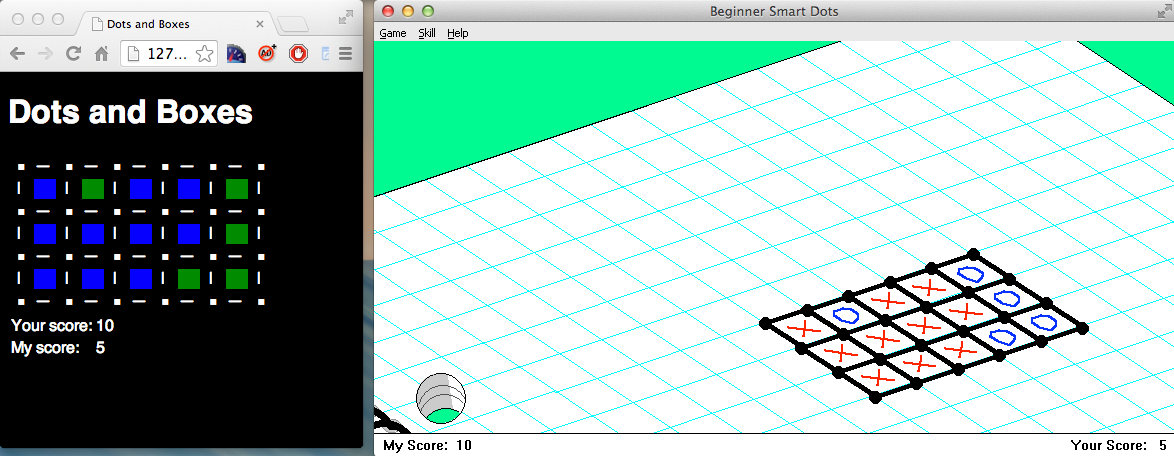 Dots and Boxes
127...
Dots and Boxes
Your score: 10
My score: 5
Beginner Smart Dots
Game Skill Help
My Score: 10
Your Score: 5